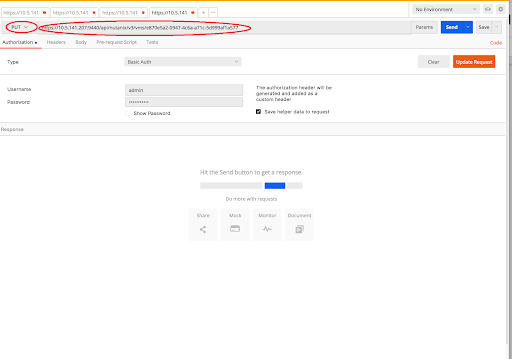 https://10.5.141 https://10.5.141 https://10.5.141 https://10.5.141 + ... No Environment
PUT https://10.5.141.207:9440/api/nutanix/v3/vms/e870e5a2-0947-4c6a-a71c-5d899af1a577 Params Send Save
Authorization Headers Body Pre-request Script Tests Code
Type Basic Auth Clear Update Request
Username admin
Password ••••••••••
Show Password
The authorization header will be
generated and added as a
custom header
Save helper data to request
Response
Hit the Send button to get a response.
Do more with requests
Share Mock Monitor Document